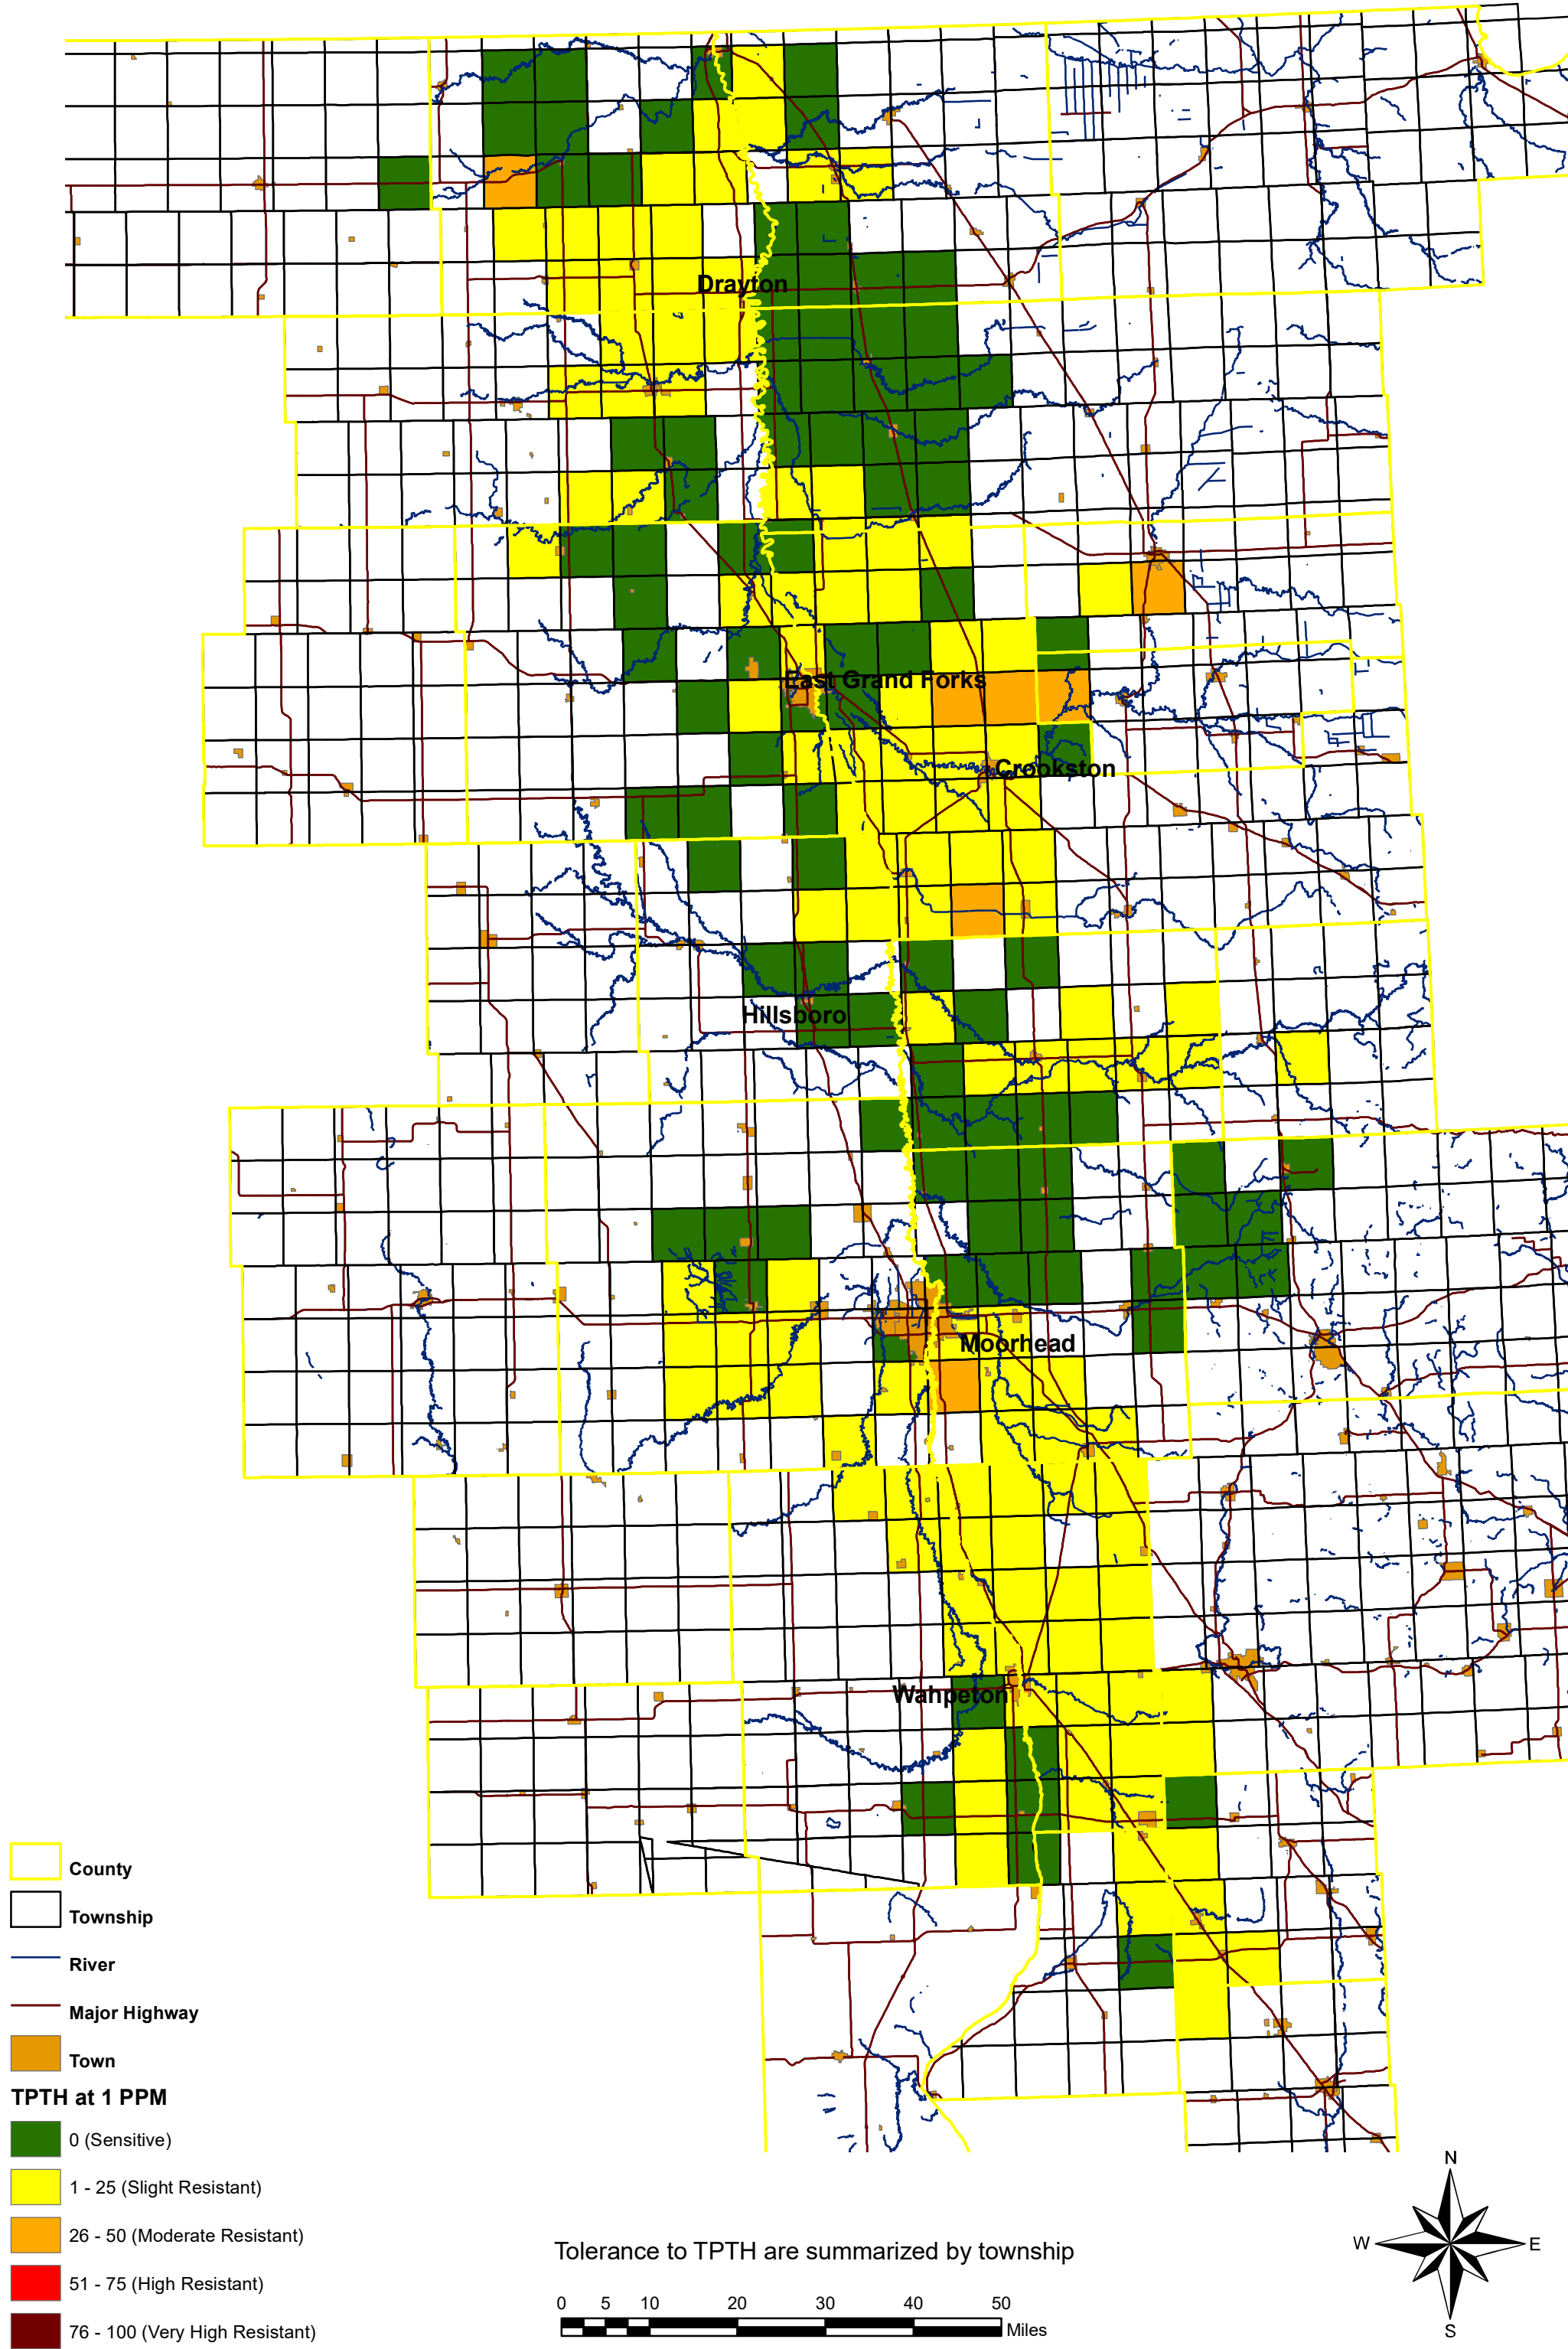 Drayton
East Grand Forks
Crookston
Hillsboro
Moorhead
Wahpeton
County
Township
River
Major Highway
Town
TPTH at 1 PPM
0 (Sensitive)
1 - 25 (Slight Resistant)
26 - 50 (Moderate Resistant)
51 - 75 (High Resistant)
76 - 100 (Very High Resistant)
Tolerance to TPTH are summarized by township
0 5 10 20 30 40 50
Miles
N
W E
S